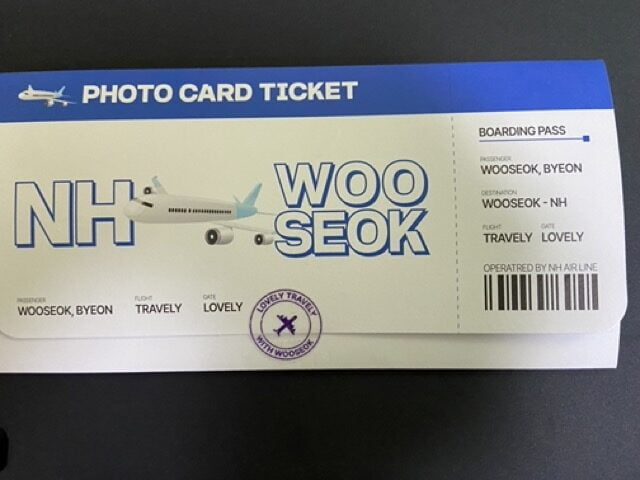 PHOTO CARD TICKET
NH
WOO
SEOK
PASSENGER
WOOSEOK, BYEON
FLIGHT
TRAVELY
GATE
LOVELY
LOVELY TRAVELY
WITH WOOSEOK
BOARDING PASS
PASSENGER
WOOSEOK, BYEON
DESTINATION
WOOSEOK - NH
FLIGHT GATE
TRAVELY LOVELY
OPERATRED BY NH AIR LINE